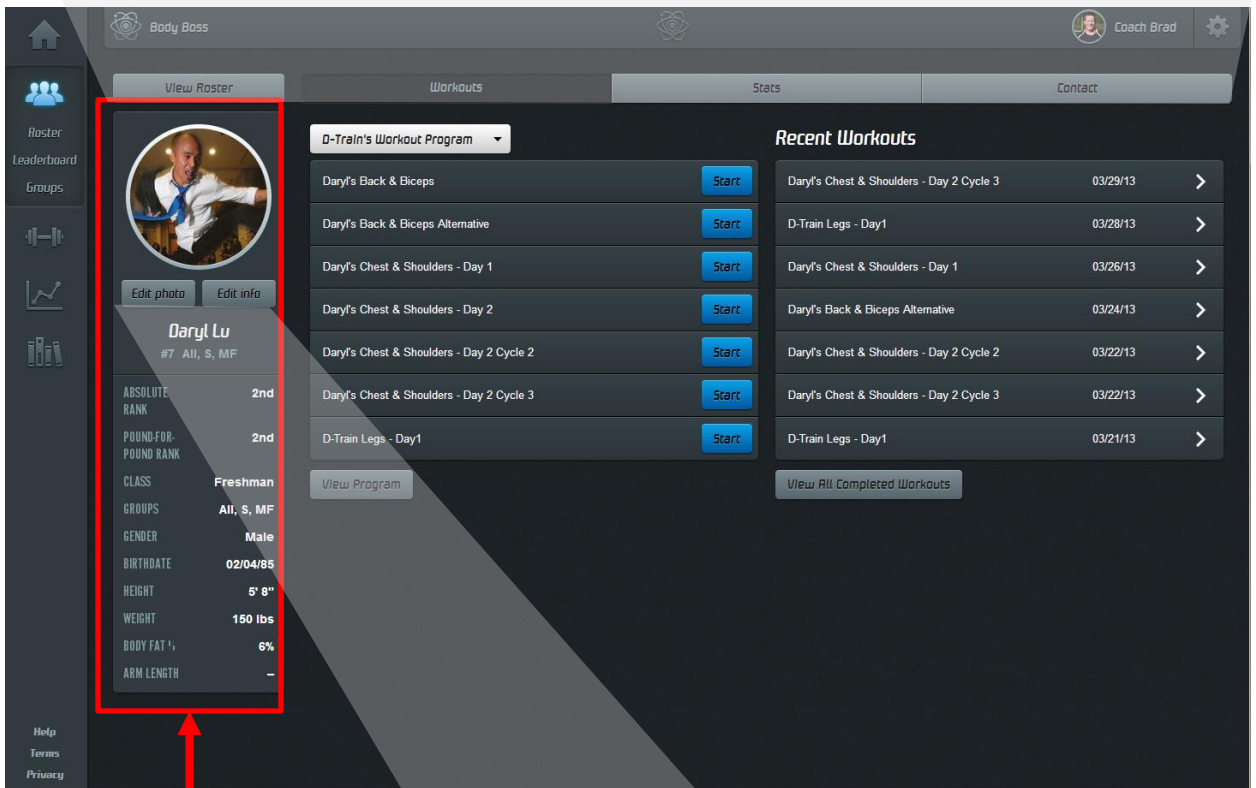 Body Boss
Coach Brad
View Roster
Workouts
Stats
Contact
Roster
Leaderboard
Groups
Help
Terms
Privacy
Edit photo
Edit info
Daryl Lu
#7 All, S, MF
ABSOLUTE RANK 2nd
POUND-FOR-POUND RANK 2nd
CLASS Freshman
GROUPS All, S, MF
GENDER Male
BIRTHDATE 02/04/85
HEIGHT 5' 8"
WEIGHT 150 lbs
BODY FAT % 6%
ARM LENGTH –
D-Train's Workout Program
Daryl's Back & Biceps Start
Daryl's Back & Biceps Alternative Start
Daryl's Chest & Shoulders - Day 1 Start
Daryl's Chest & Shoulders - Day 2 Start
Daryl's Chest & Shoulders - Day 2 Cycle 2 Start
Daryl's Chest & Shoulders - Day 2 Cycle 3 Start
D-Train Legs - Day1 Start
View Program
Recent Workouts
Daryl's Chest & Shoulders - Day 2 Cycle 3 03/29/13
D-Train Legs - Day1 03/28/13
Daryl's Chest & Shoulders - Day 1 03/26/13
Daryl's Back & Biceps Alternative 03/24/13
Daryl's Chest & Shoulders - Day 2 Cycle 2 03/22/13
Daryl's Chest & Shoulders - Day 2 Cycle 3 03/22/13
D-Train Legs - Day1 03/21/13
View All Completed Workouts